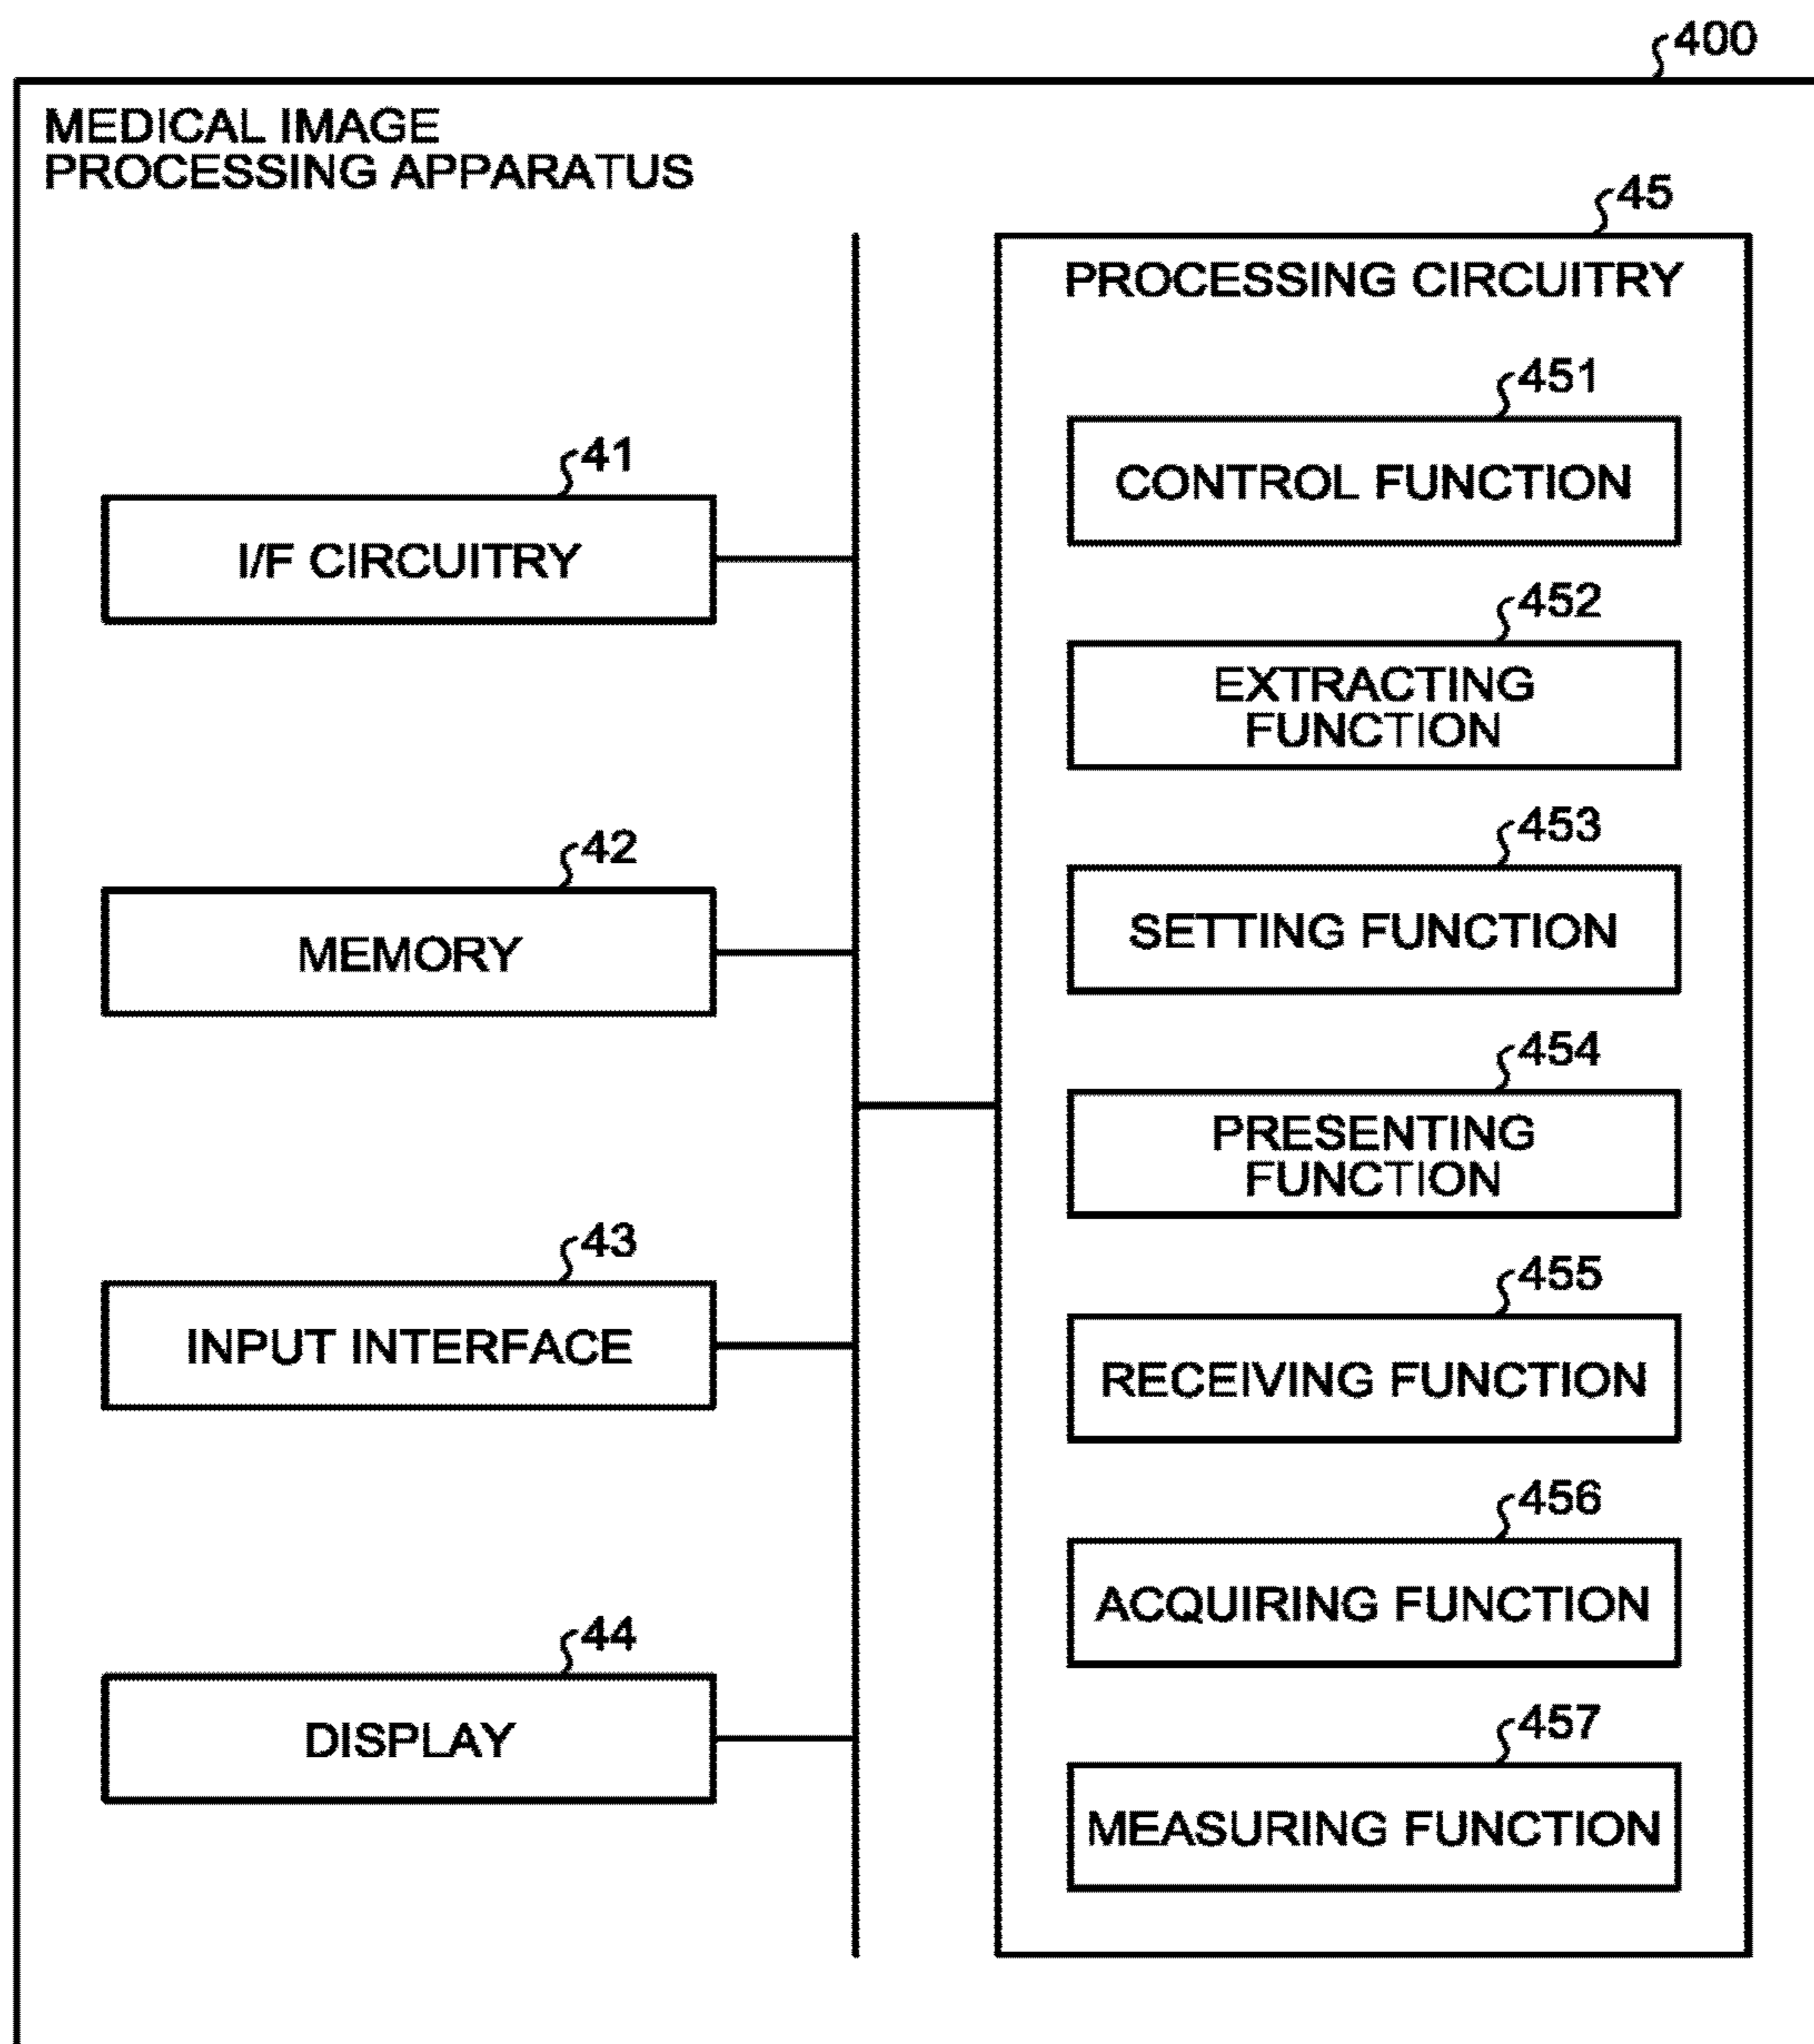 400
MEDICAL IMAGE
PROCESSING APPARATUS
41
I/F CIRCUITRY
42
MEMORY
43
INPUT INTERFACE
44
DISPLAY
45
PROCESSING CIRCUITRY
451
CONTROL FUNCTION
452
EXTRACTING
FUNCTION
453
SETTING FUNCTION
454
PRESENTING
FUNCTION
455
RECEIVING FUNCTION
456
ACQUIRING FUNCTION
457
MEASURING FUNCTION